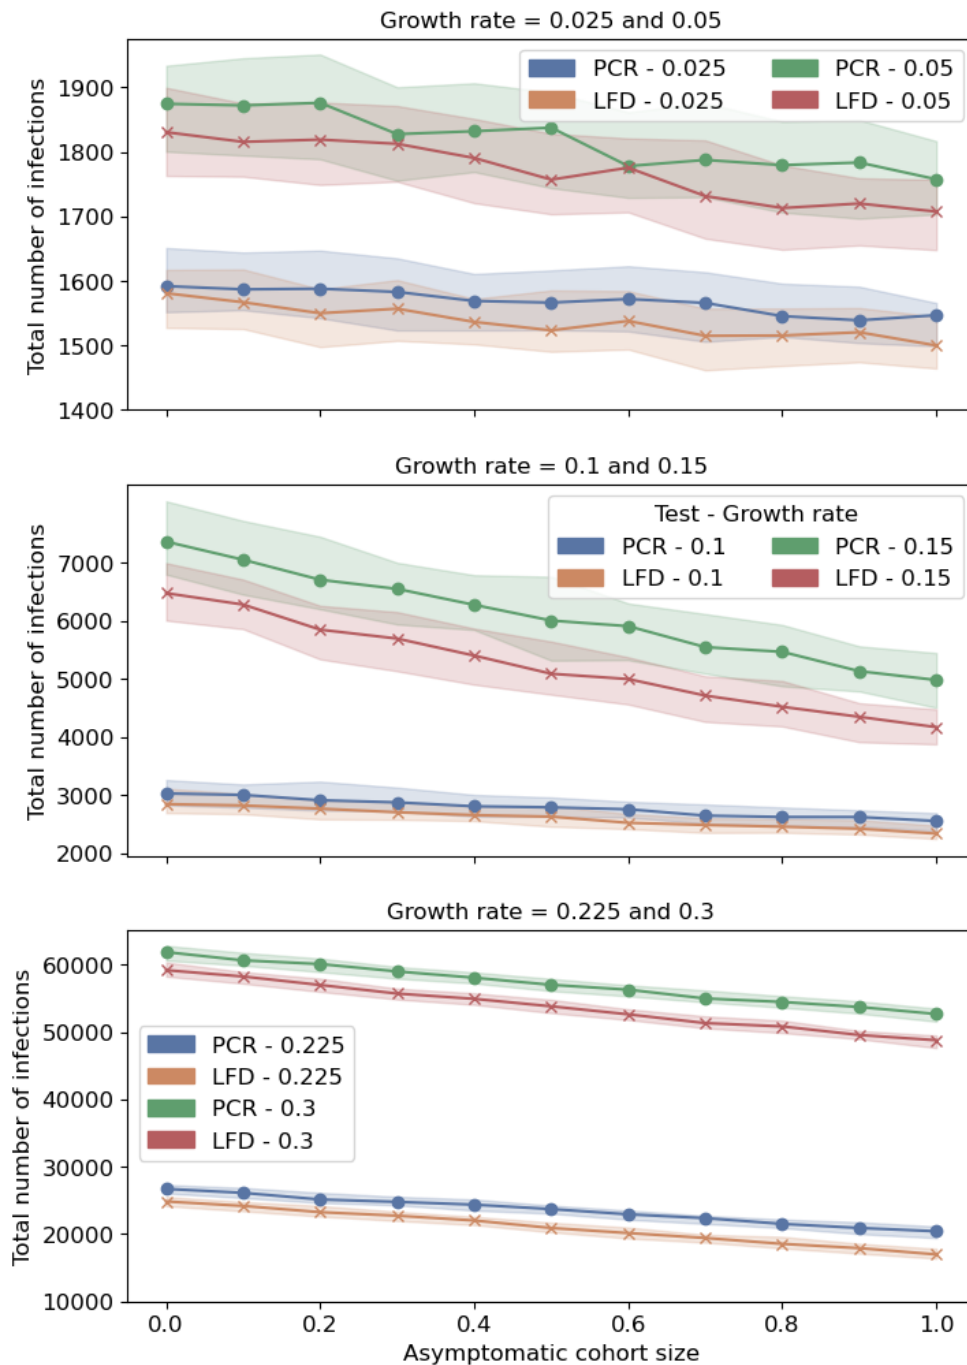 Growth rate = 0.025 and 0.05
Total number of infections
1900
1800
1700
1600
1500
1400
PCR - 0.025
LFD - 0.025
PCR - 0.05
LFD - 0.05
Growth rate = 0.1 and 0.15
Total number of infections
7000
6000
5000
4000
3000
2000
Test - Growth rate
PCR - 0.1
LFD - 0.1
PCR - 0.15
LFD - 0.15
Growth rate = 0.225 and 0.3
Total number of infections
60000
50000
40000
30000
20000
10000
PCR - 0.225
LFD - 0.225
PCR - 0.3
LFD - 0.3
0.0 0.2 0.4 0.6 0.8 1.0
Asymptomatic cohort size